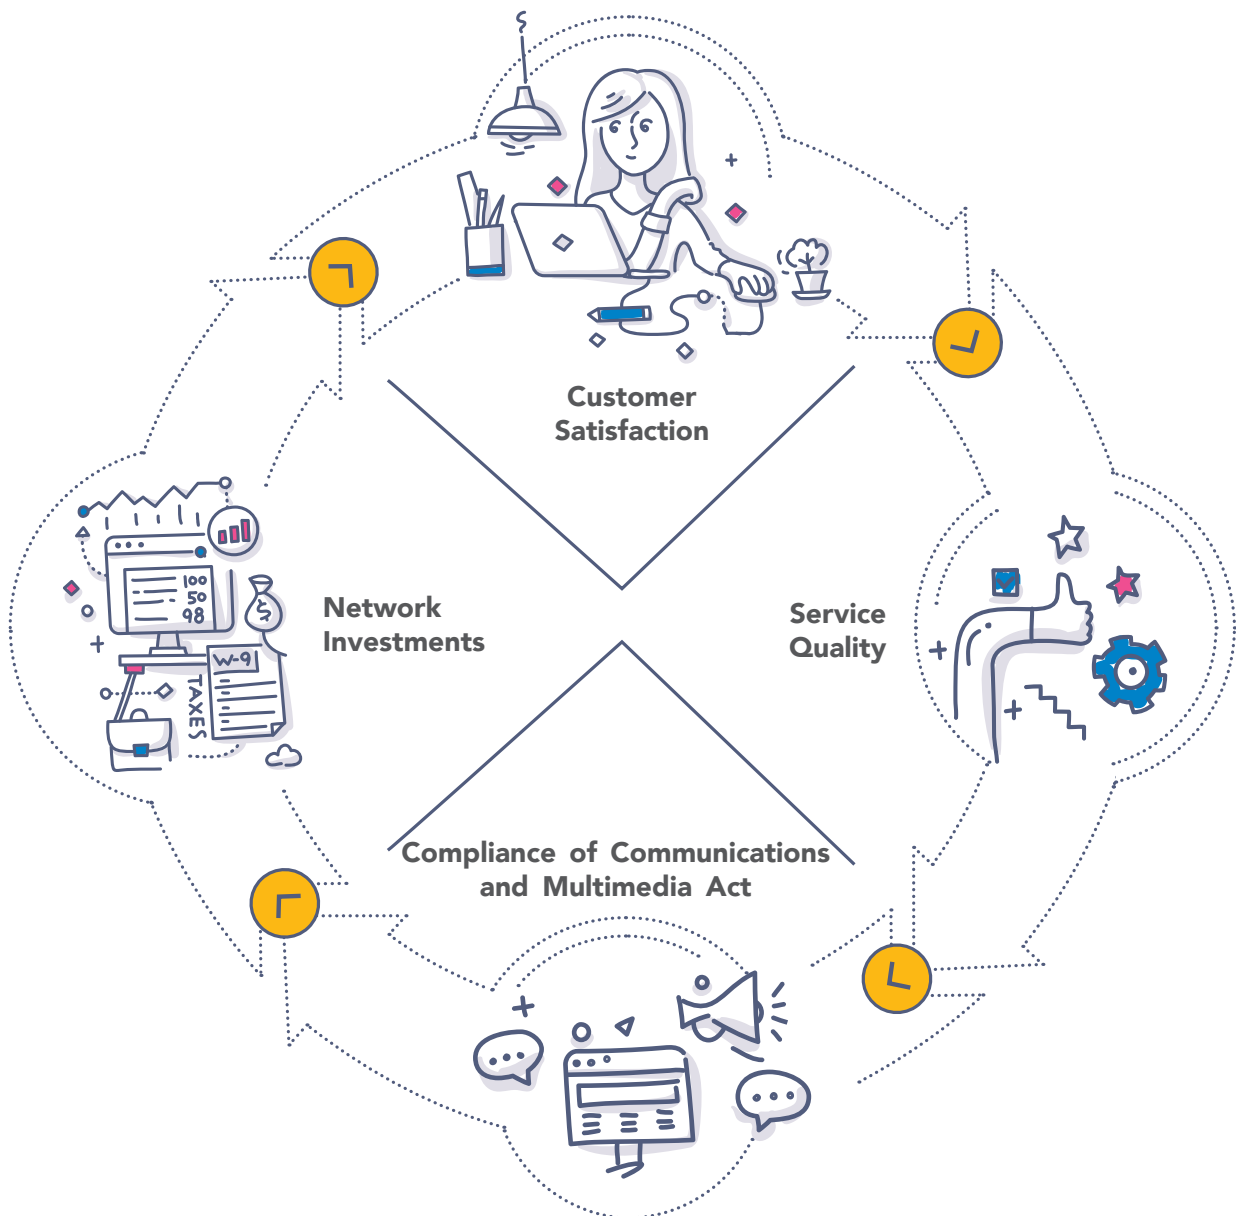 Customer
Satisfaction
100
50
98
$
W-9
TAXES
Network
Investments
Service
Quality
Compliance of Communications
and Multimedia Act